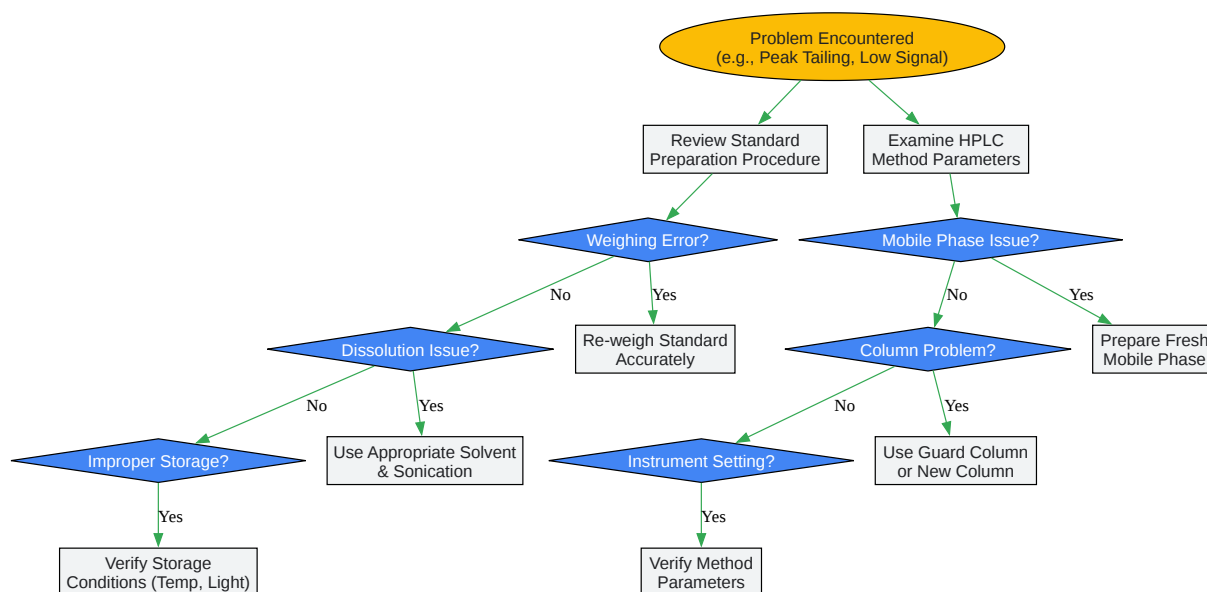 Problem Encountered
(e.g., Peak Tailing, Low Signal)
Review Standard
Preparation Procedure
Examine HPLC
Method Parameters
Weighing Error?
Mobile Phase Issue?
No
Yes
No
Yes
Dissolution Issue?
Re-weigh Standard
Accurately
Column Problem?
Prepare Fresh
Mobile Phase
No
Yes
No
Yes
Improper Storage?
Use Appropriate Solvent
& Sonication
Instrument Setting?
Use Guard Column
or New Column
Yes
Yes
Verify Storage
Conditions (Temp, Light)
Verify Method
Parameters